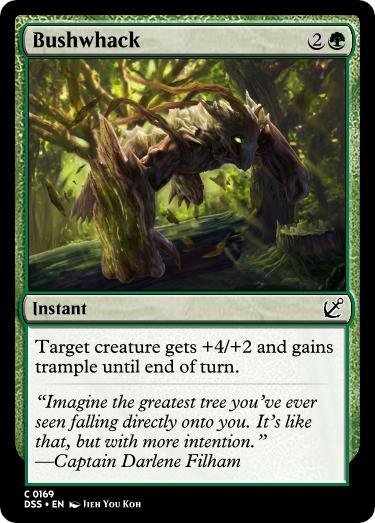 Bushwhack 2
Instant
Target creature gets +4/+2 and gains
trample until end of turn.
“Imagine the greatest tree you’ve ever
seen falling directly onto you. It’s like
that, but with more intention.”
—Captain Darlene Filham
C 0169
DSS • EN Jieh You Koh